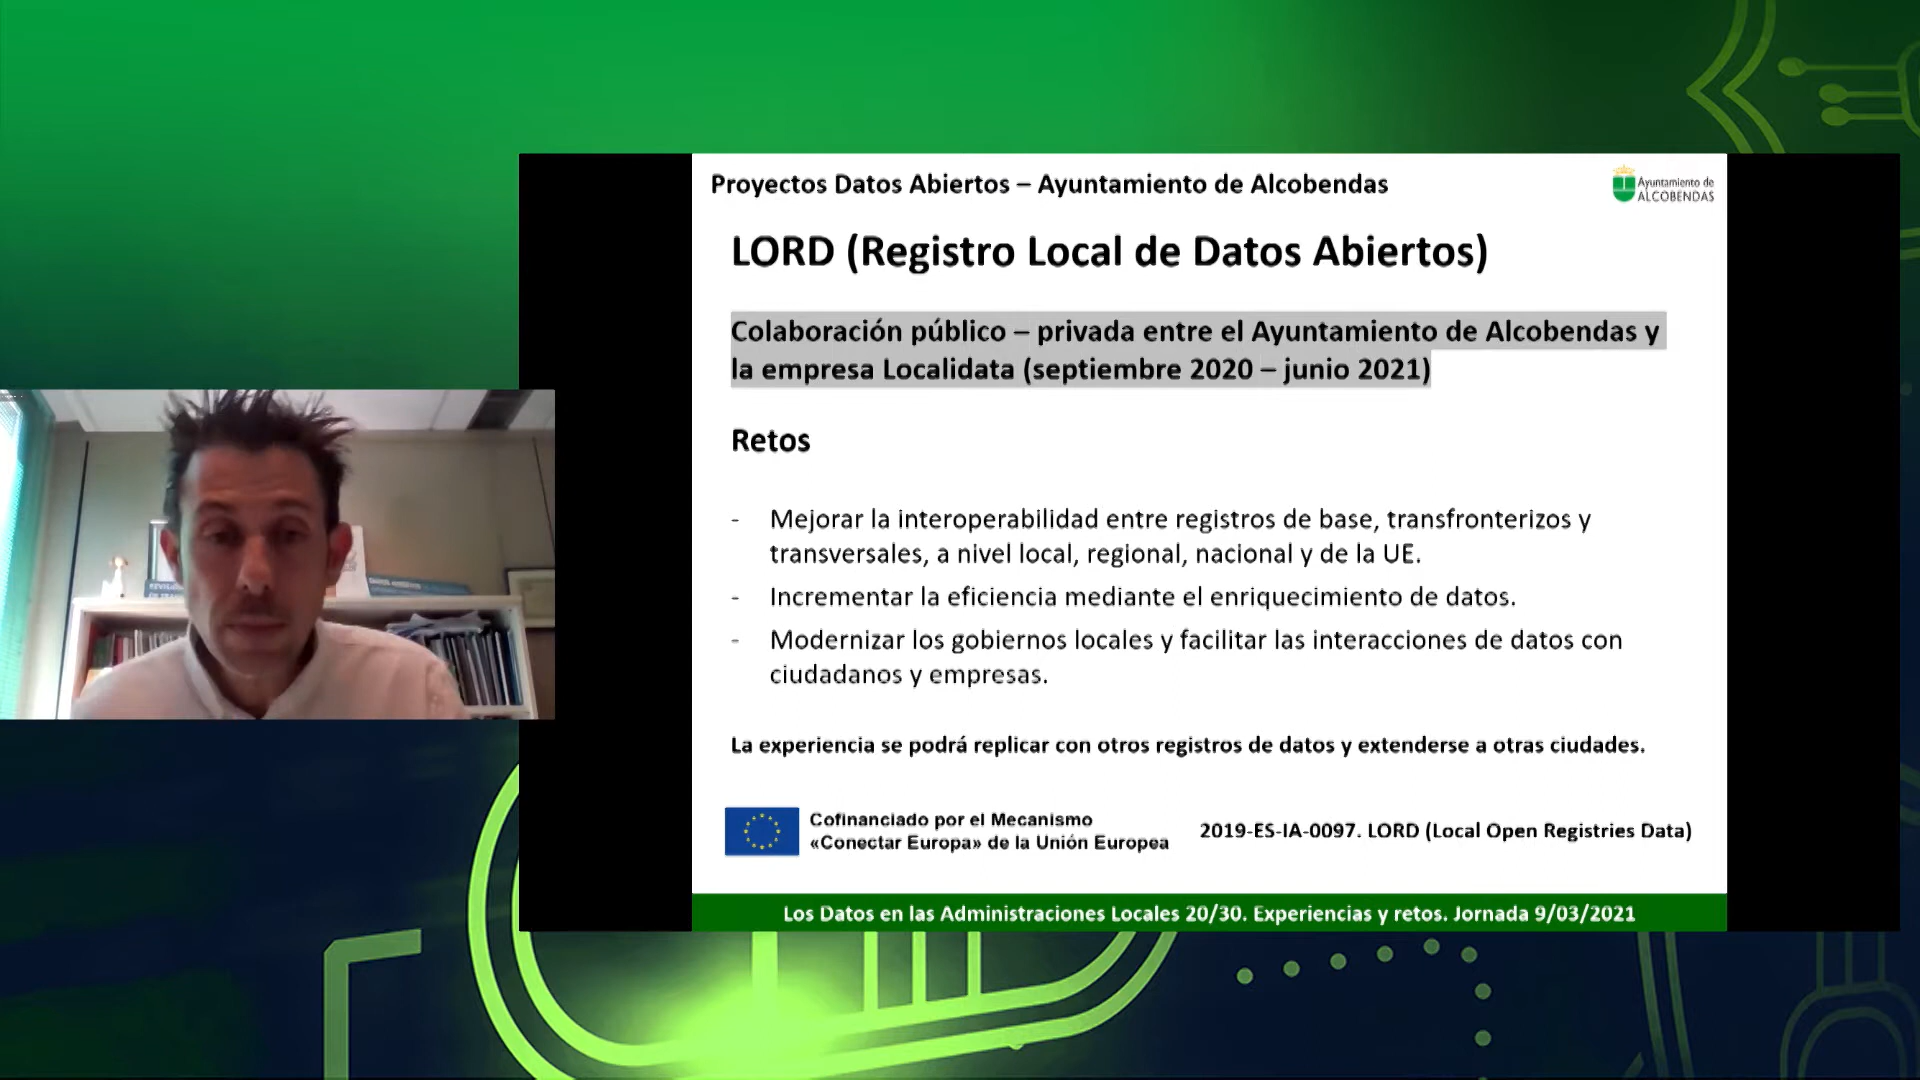 Proyectos Datos Abiertos – Ayuntamiento de Alcobendas
Ayuntamiento de
ALCOBENDAS
LORD (Registro Local de Datos Abiertos)
Colaboración público – privada entre el Ayuntamiento de Alcobendas y
la empresa Localidata (septiembre 2020 – junio 2021)
Retos
- Mejorar la interoperabilidad entre registros de base, transfronterizos y
transversales, a nivel local, regional, nacional y de la UE.
- Incrementar la eficiencia mediante el enriquecimiento de datos.
- Modernizar los gobiernos locales y facilitar las interacciones de datos con
ciudadanos y empresas.
La experiencia se podrá replicar con otros registros de datos y extenderse a otras ciudades.
Cofinanciado por el Mecanismo
«Conectar Europa» de la Unión Europea
2019-ES-IA-0097. LORD (Local Open Registries Data)
Los Datos en las Administraciones Locales 20/30. Experiencias y retos. Jornada 9/03/2021